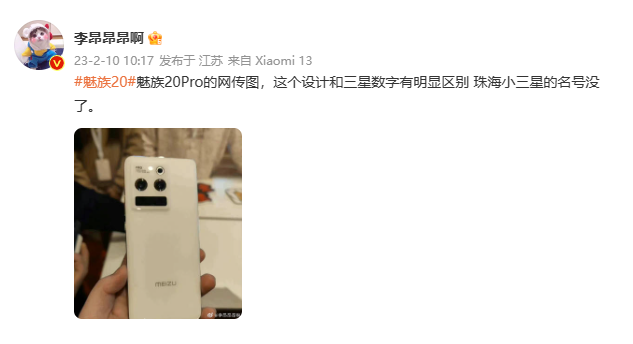 李昂昂昂啊
23-2-10 10:17 发布于 江苏 来自 Xiaomi 13
#魅族20#魅族20Pro的网传图，这个设计和三星数字有明显区别 珠海小三星的名号没
了。
MEIZU
@李昂昂昂啊